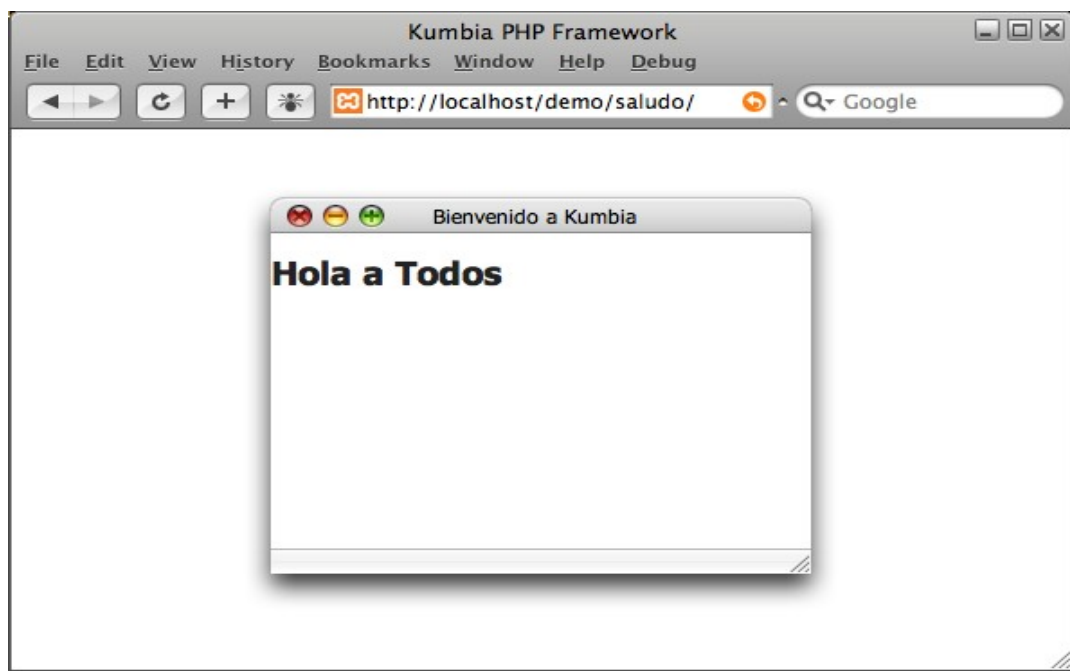 Kumbia PHP Framework
File Edit View History Bookmarks Window Help Debug
http://localhost/demo/saludo/ Google
Bienvenido a Kumbia
Hola a Todos